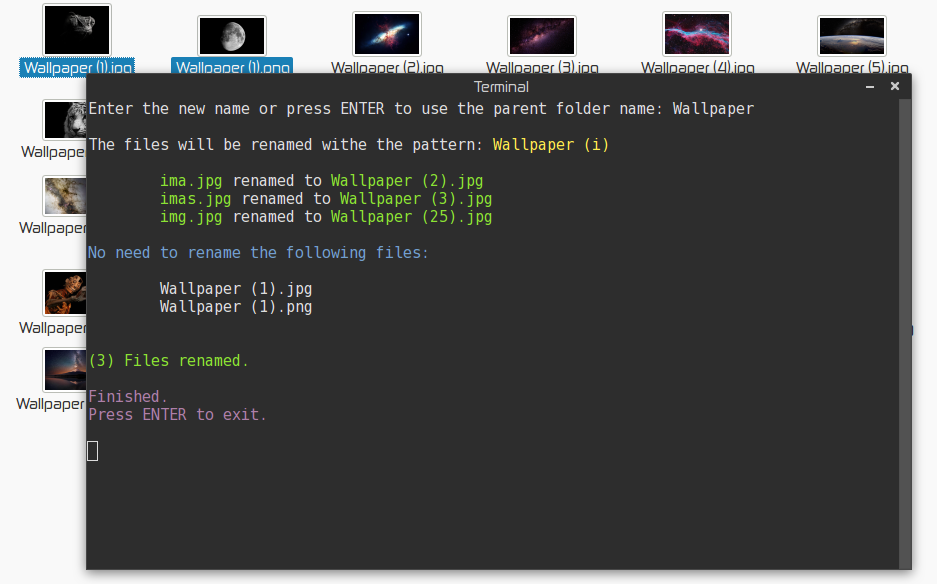 Wallpaper (1).jpg
Wallpaper (1).png
Wallpaper (2).jpg
Wallpaper (3).jpg
Wallpaper (4).jpg
Wallpaper (5).jpg
Terminal
Enter the new name or press ENTER to use the parent folder name: Wallpaper
The files will be renamed withe the pattern: Wallpaper (i)
ima.jpg renamed to Wallpaper (2).jpg
imas.jpg renamed to Wallpaper (3).jpg
img.jpg renamed to Wallpaper (25).jpg
No need to rename the following files:
Wallpaper (1).jpg
Wallpaper (1).png
(3) Files renamed.
Finished.
Press ENTER to exit.
Wallpaper
Wallpaper
Wallpaper
Wallpaper